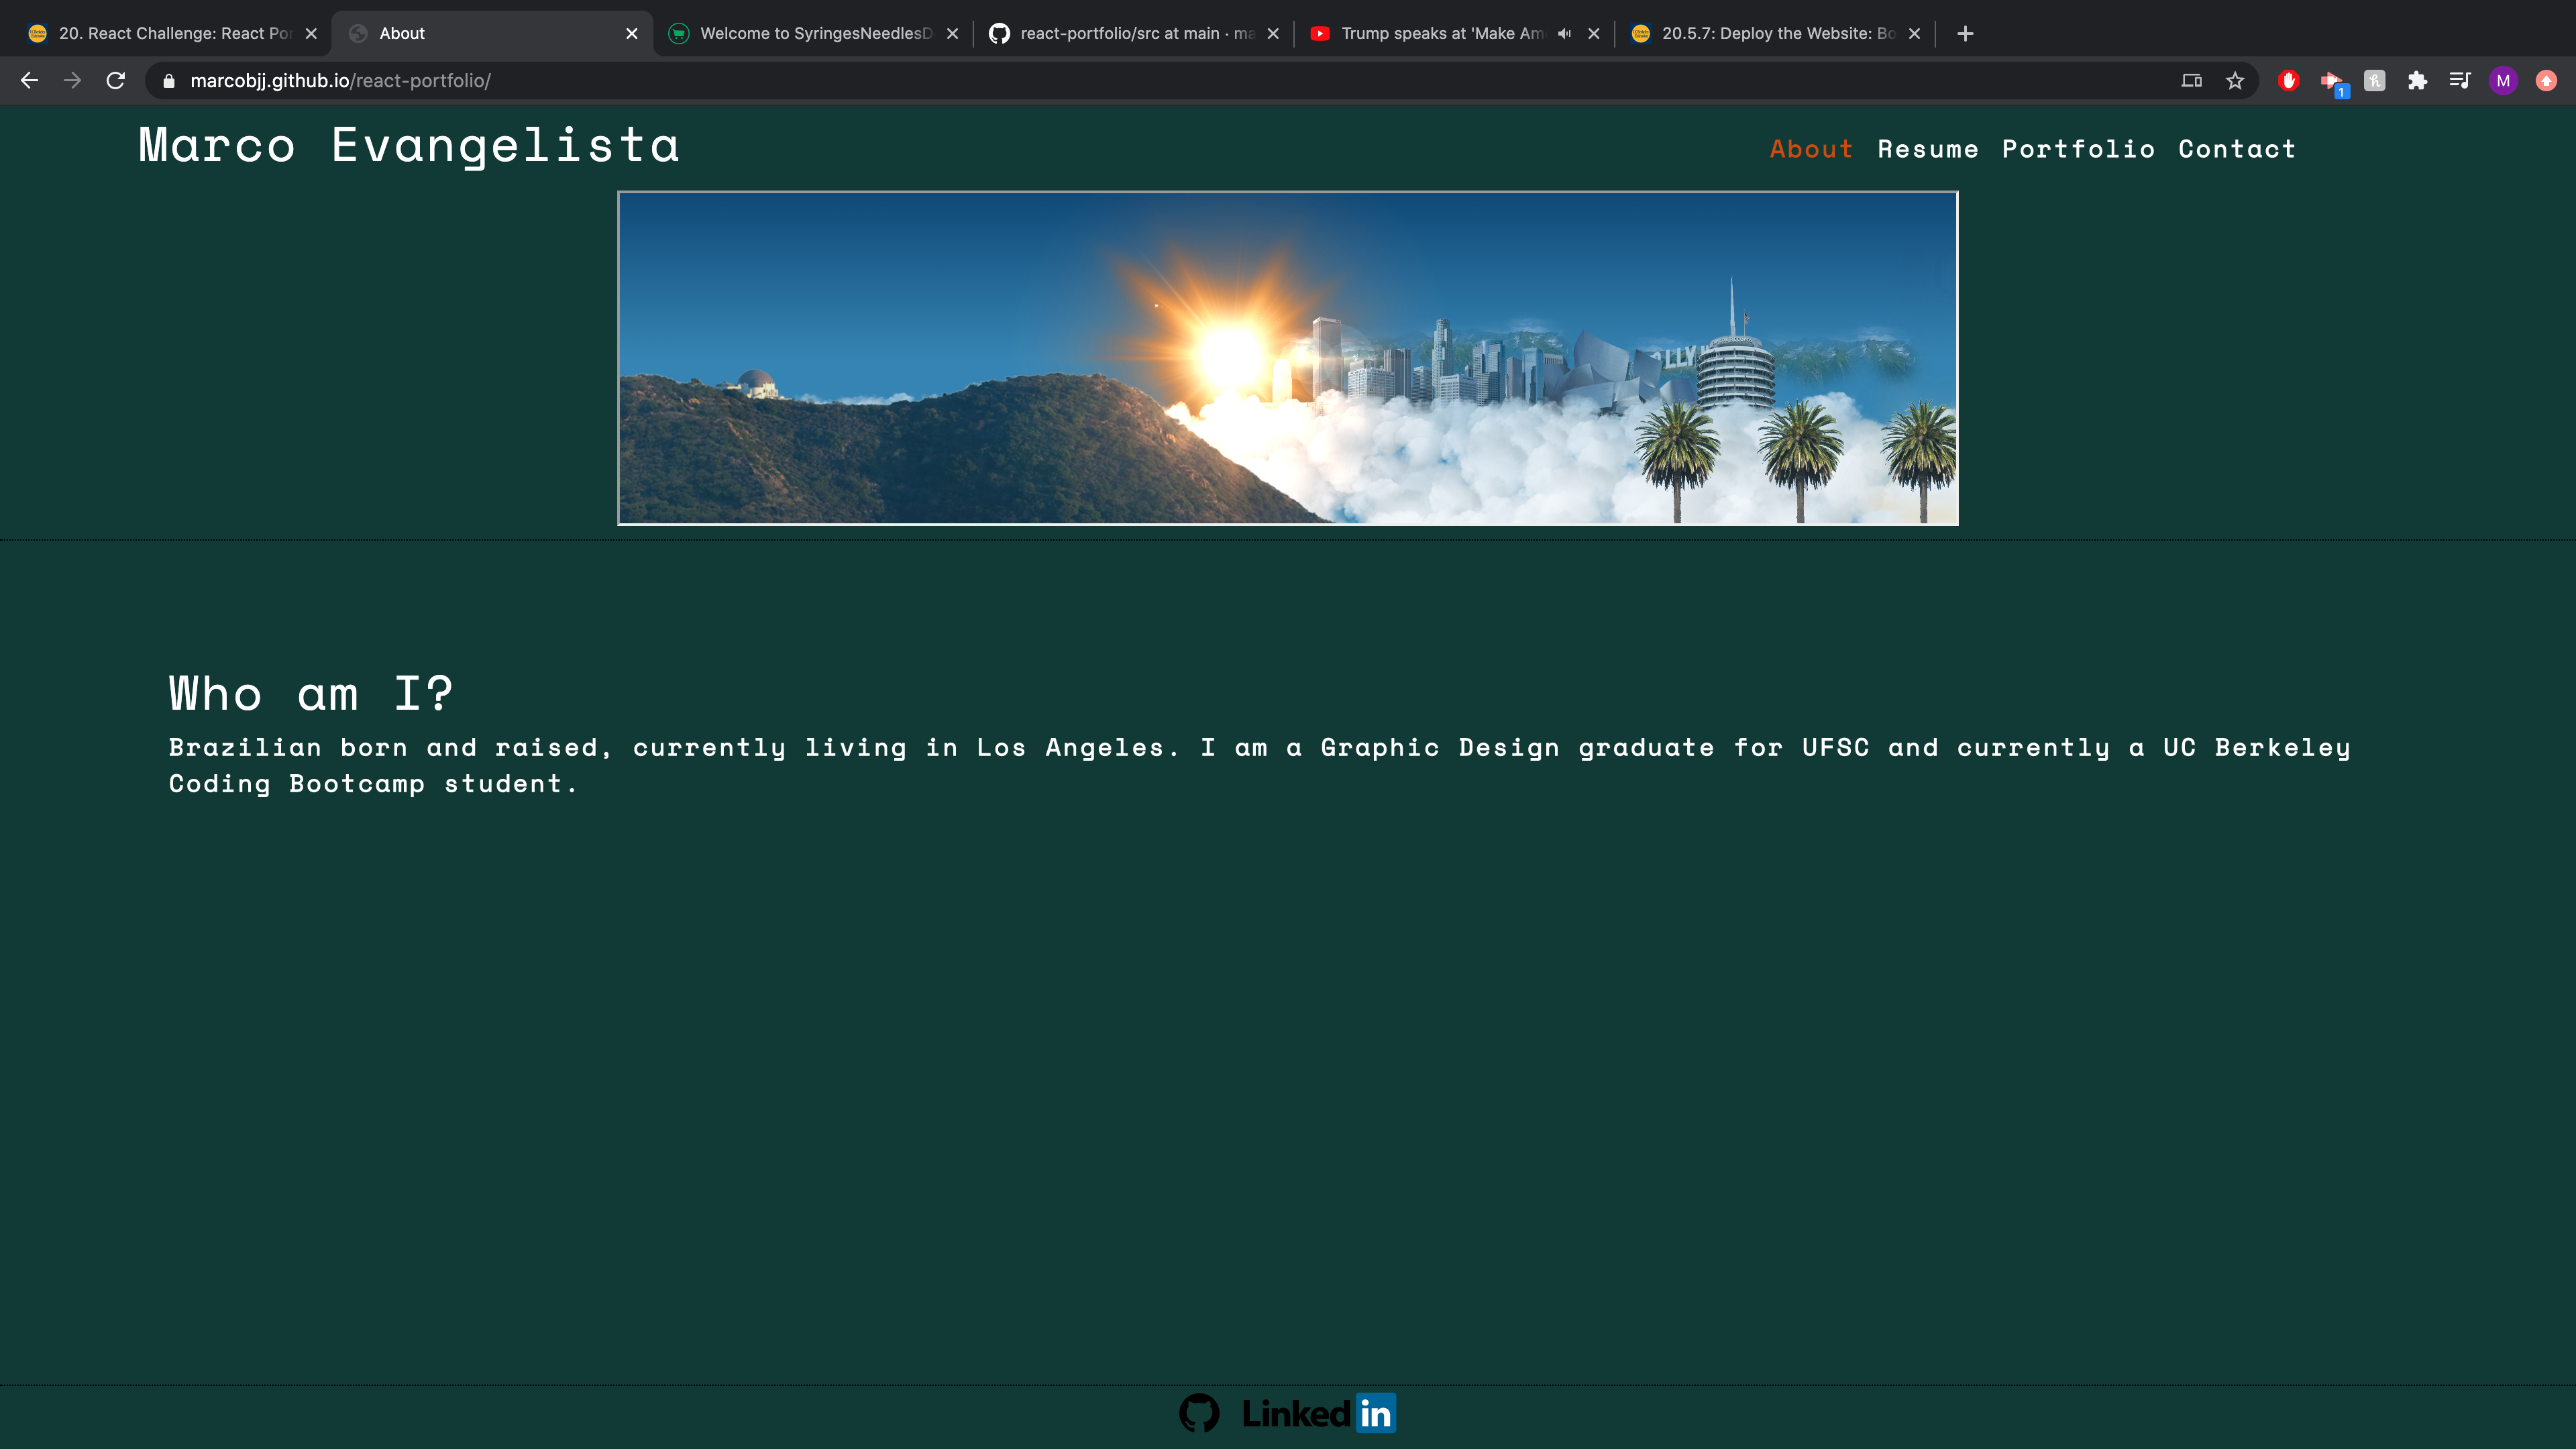 20. React Challenge: React Por
About
Welcome to SyringesNeedlesD
react-portfolio/src at main · ma
Trump speaks at 'Make Am
20.5.7: Deploy the Website: Bo
marcobjj.github.io/react-portfolio/
1
M
Marco Evangelista
About Resume Portfolio Contact
OLLYW
Who am I?
Brazilian born and raised, currently living in Los Angeles. I am a Graphic Design graduate for UFSC and currently a UC Berkeley
Coding Bootcamp student.
Linked in